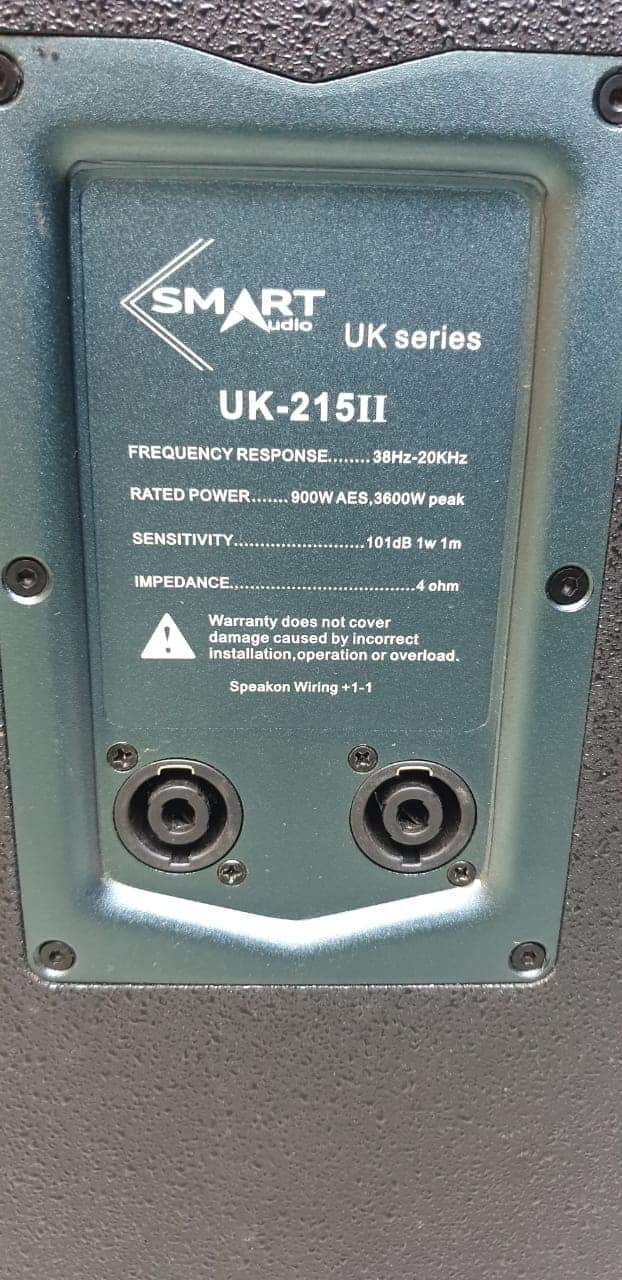 SMART
Audio
UK series
UK-215II
FREQUENCY RESPONSE........38Hz-20KHz
RATED POWER.......900W AES,3600W peak
SENSITIVITY.........................101dB 1w 1m
IMPEDANCE..................................4 ohm
Warranty does not cover
damage caused by incorrect
installation,operation or overload.
Speakon Wiring +1-1